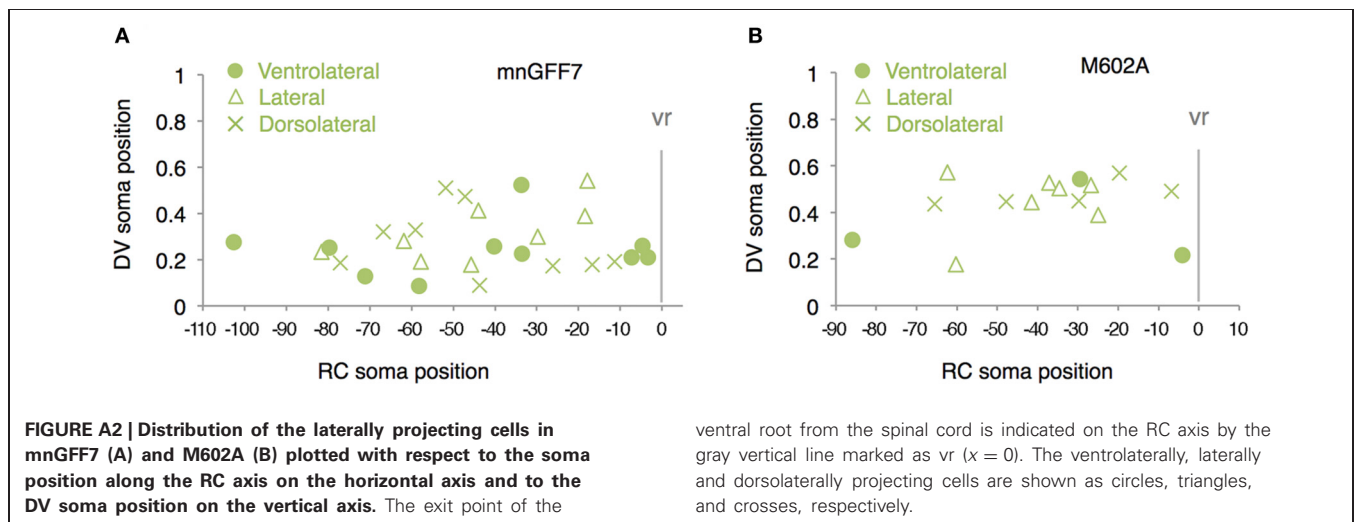 A
mnGFF7
Ventrolateral
Lateral
Dorsolateral
vr
DV soma position
1
0.8
0.6
0.4
0.2
0
-110 -100 -90 -80 -70 -60 -50 -40 -30 -20 -10 0
RC soma position
B
M602A
Ventrolateral
Lateral
Dorsolateral
vr
DV soma position
1
0.8
0.6
0.4
0.2
0
-90 -80 -70 -60 -50 -40 -30 -20 -10 0 10
RC soma position
FIGURE A2 | Distribution of the laterally projecting cells in
mnGFF7 (A) and M602A (B) plotted with respect to the soma
position along the RC axis on the horizontal axis and to the
DV soma position on the vertical axis. The exit point of the
ventral root from the spinal cord is indicated on the RC axis by the
gray vertical line marked as vr (x = 0). The ventrolaterally, laterally
and dorsolaterally projecting cells are shown as circles, triangles,
and crosses, respectively.